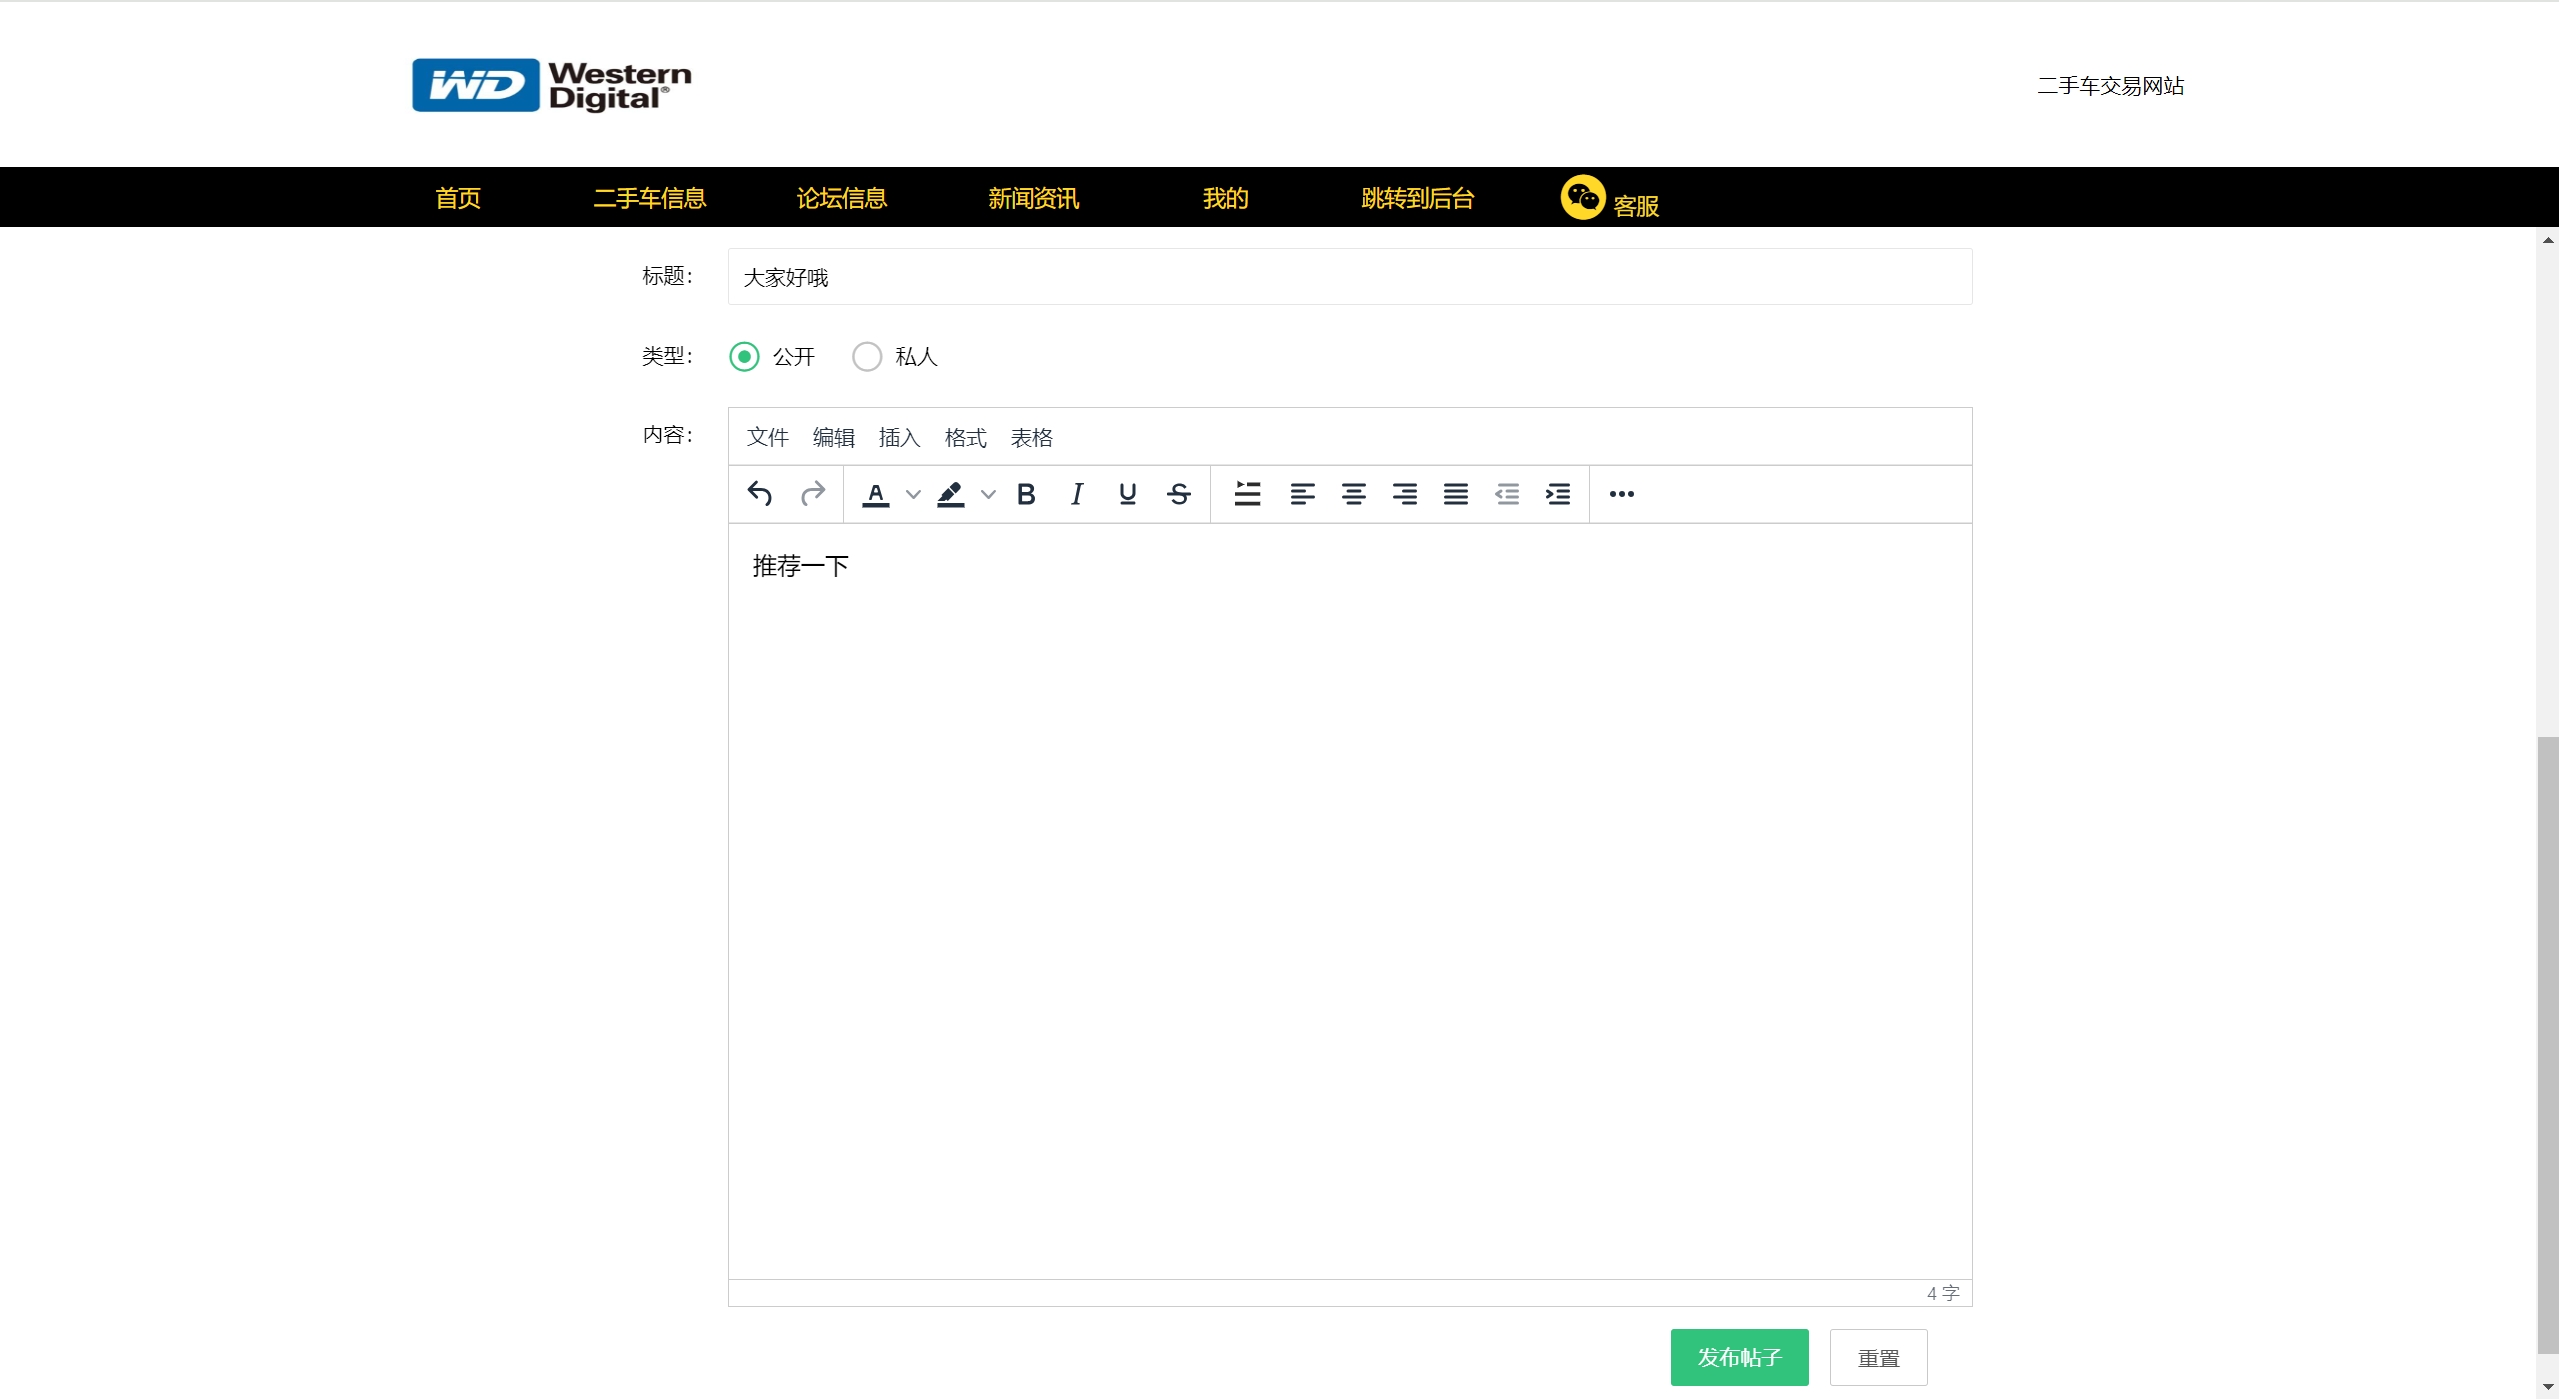 WD Western
Digital®
二手车交易网站
首页 二手车信息 论坛信息 新闻资讯 我的 跳转到后台 客服
标题：
大家好哦
类型：
公开 私人
内容：
文件 编辑 插入 格式 表格
A B I U S
推荐一下
4 字
发布帖子 重置